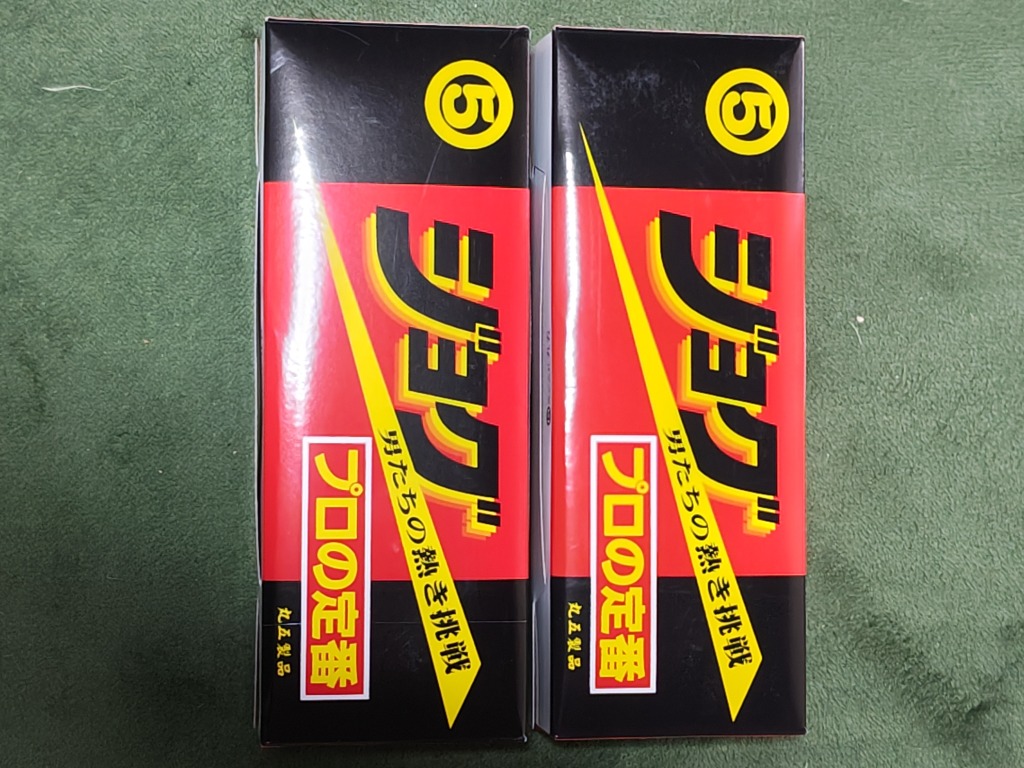 ⑤
ジョグ
男たちの熱き挑戦
プロの定番
丸五製品
⑤
ジョグ
男たちの熱き挑戦
プロの定番
丸五製品